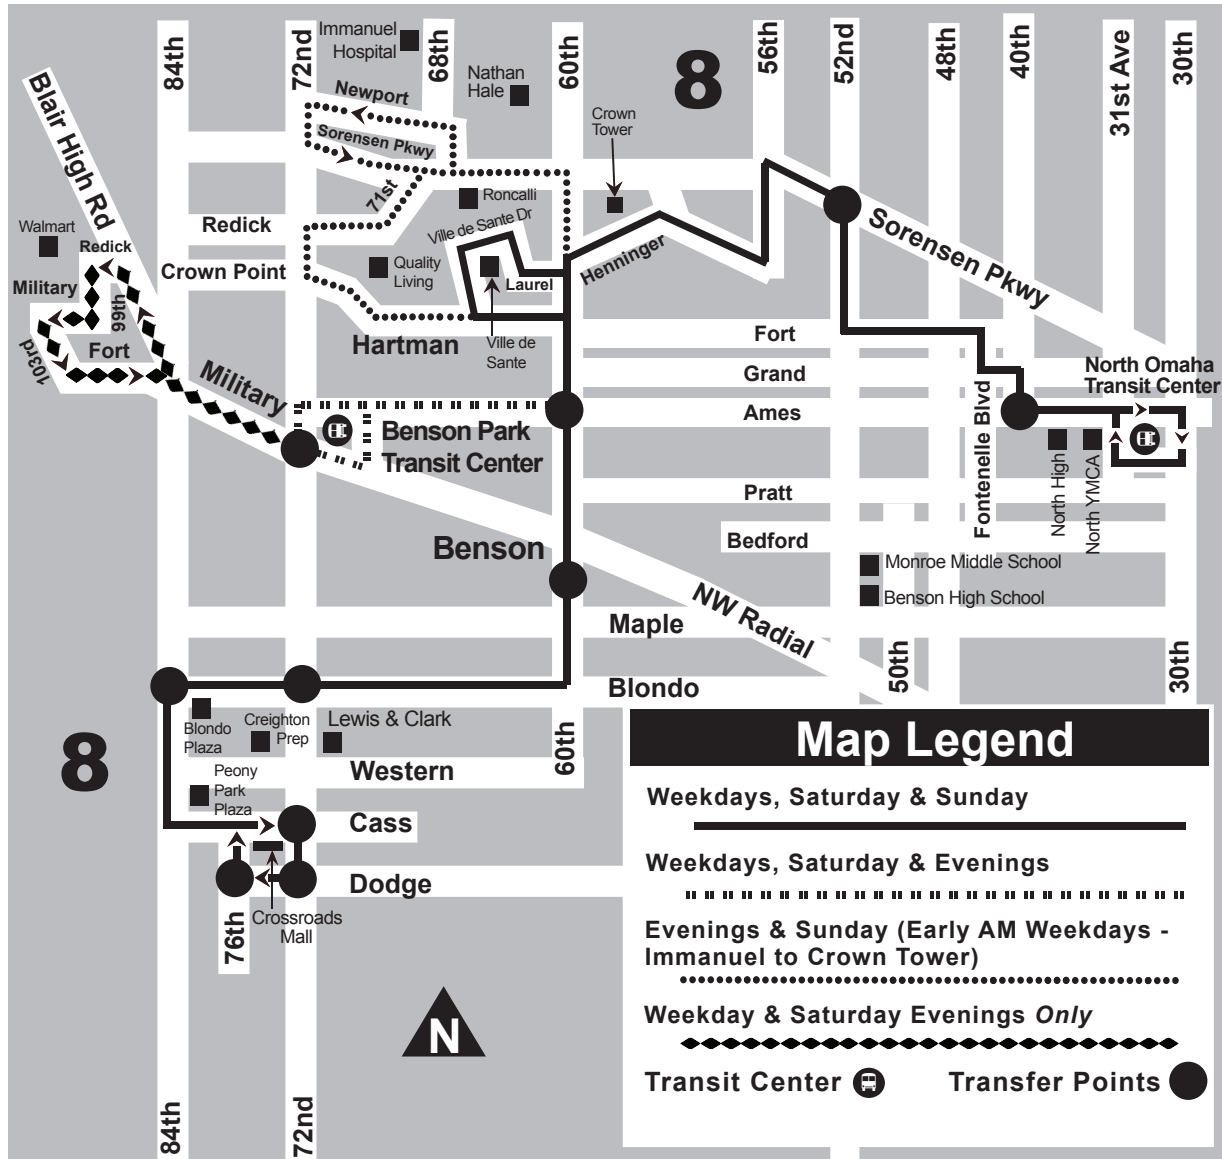 84th
72nd
Immanuel
Hospital
68th
60th
8
56th
52nd
48th
40th
31st Ave
30th
Nathan
Hale
Blair High Rd
Newport
Crown
Tower
Sorensen Pkwy
71st
Roncalli
Redick
Walmart
Ville de Sante Dr
Henninger
Sorensen Pkwy
Redick
Military
Crown Point
Quality
Living
Laurel
99th
103rd
Fort
Military
Hartman
Ville de
Sante
Fort
Grand
Ames
Fontenelle Blvd
North Omaha
Transit Center
Benson Park
Transit Center
North High
North YMCA
Pratt
Bedford
Benson
Monroe Middle School
Benson High School
NW Radial
Maple
50th
30th
Blondo
Blondo
Plaza
Creighton
Prep
Lewis & Clark
60th
Western
8
Peony
Park
Plaza
Cass
Dodge
Crossroads
Mall
76th
N
84th
72nd
Map Legend
Weekdays, Saturday & Sunday
Weekdays, Saturday & Evenings
Evenings & Sunday (Early AM Weekdays -
Immanuel to Crown Tower)
Weekday & Saturday Evenings Only
Transit Center
Transfer Points